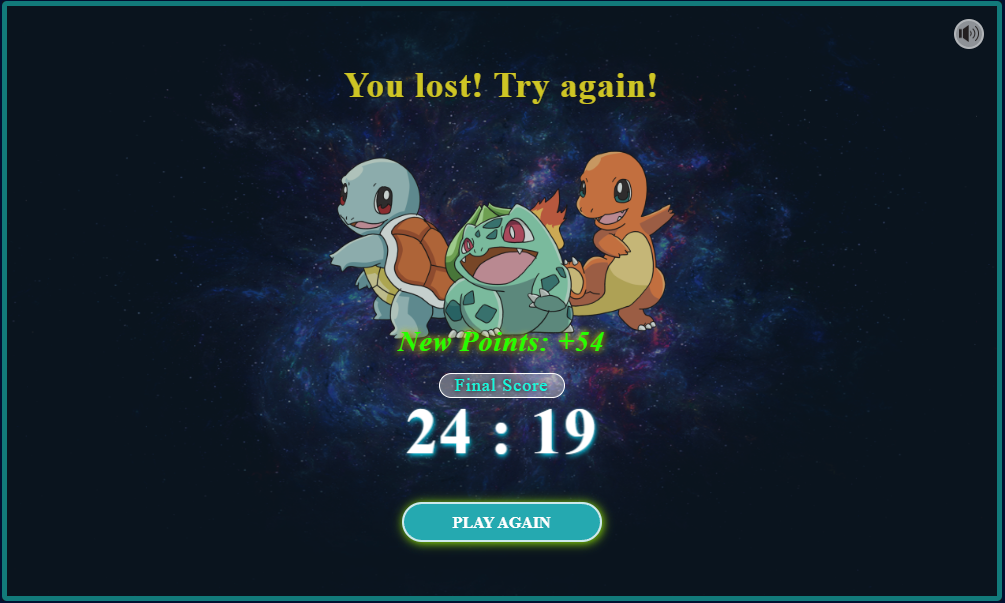 You lost! Try again!
New Points: +54
Final Score
24 : 19
PLAY AGAIN